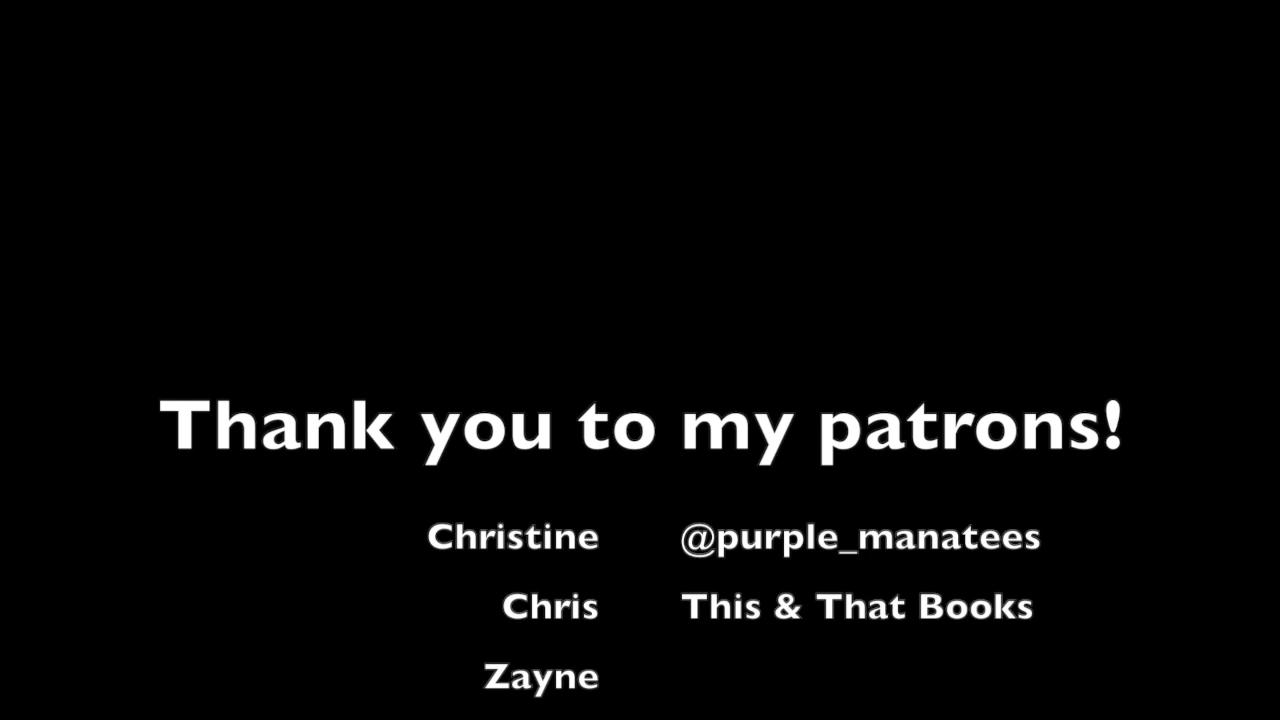 Thank you to my patrons!
Christine @purple_manatees
Chris This & That Books
Zayne